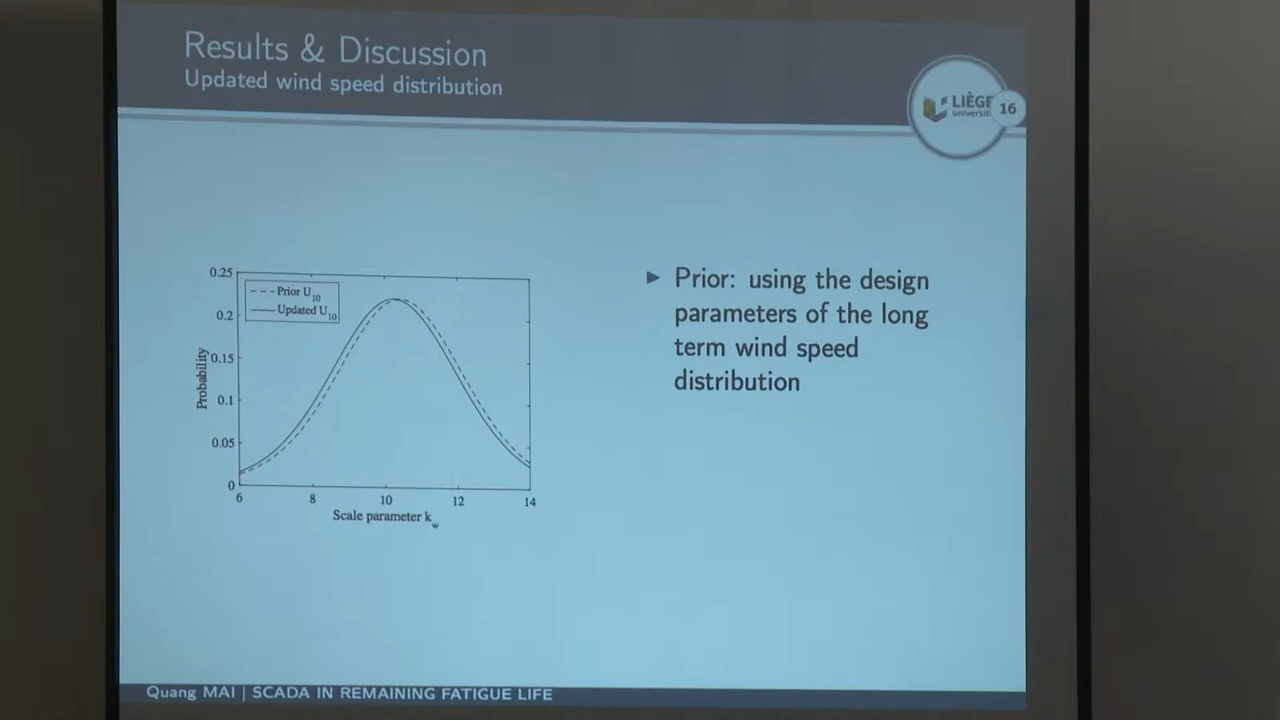 Results & Discussion
Updated wind speed distribution
LIÈGE
université
16
0.25
0.2
0.15
0.1
0.05
0
Probability
Prior U10
Updated U10
6 8 10 12 14
Scale parameter kw
► Prior: using the design
parameters of the long
term wind speed
distribution
Quang MAI | SCADA IN REMAINING FATIGUE LIFE